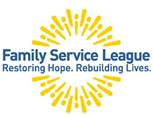 Family Service League
Restoring Hope. Rebuilding Lives.